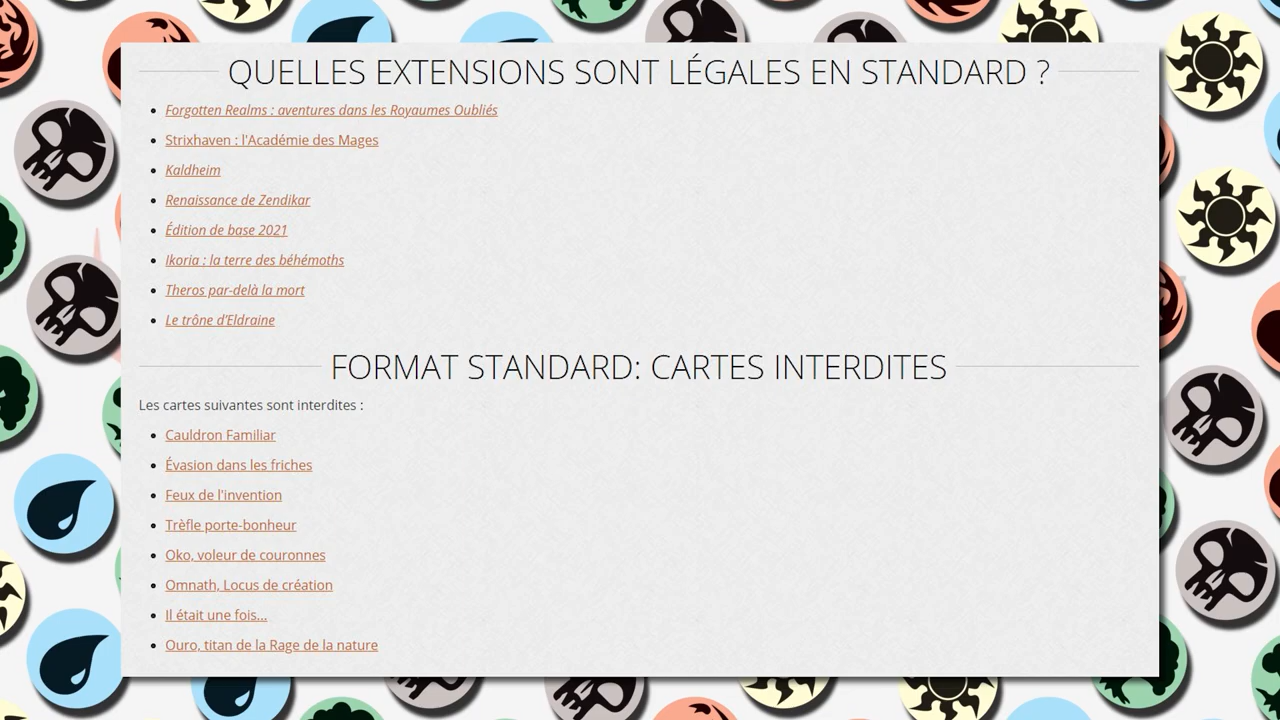 QUELLES EXTENSIONS SONT LÉGALES EN STANDARD ?
Forgotten Realms : aventures dans les Royaumes Oubliés
Strixhaven : l'Académie des Mages
Kaldheim
Renaissance de Zendikar
Édition de base 2021
Ikoria : la terre des béhémoths
Theros par-delà la mort
Le trône d'Eldraine
FORMAT STANDARD: CARTES INTERDITES
Les cartes suivantes sont interdites :
Cauldron Familiar
Évasion dans les friches
Feux de l'invention
Trèfle porte-bonheur
Oko, voleur de couronnes
Omnath, Locus de création
Il était une fois...
Ouro, titan de la Rage de la nature